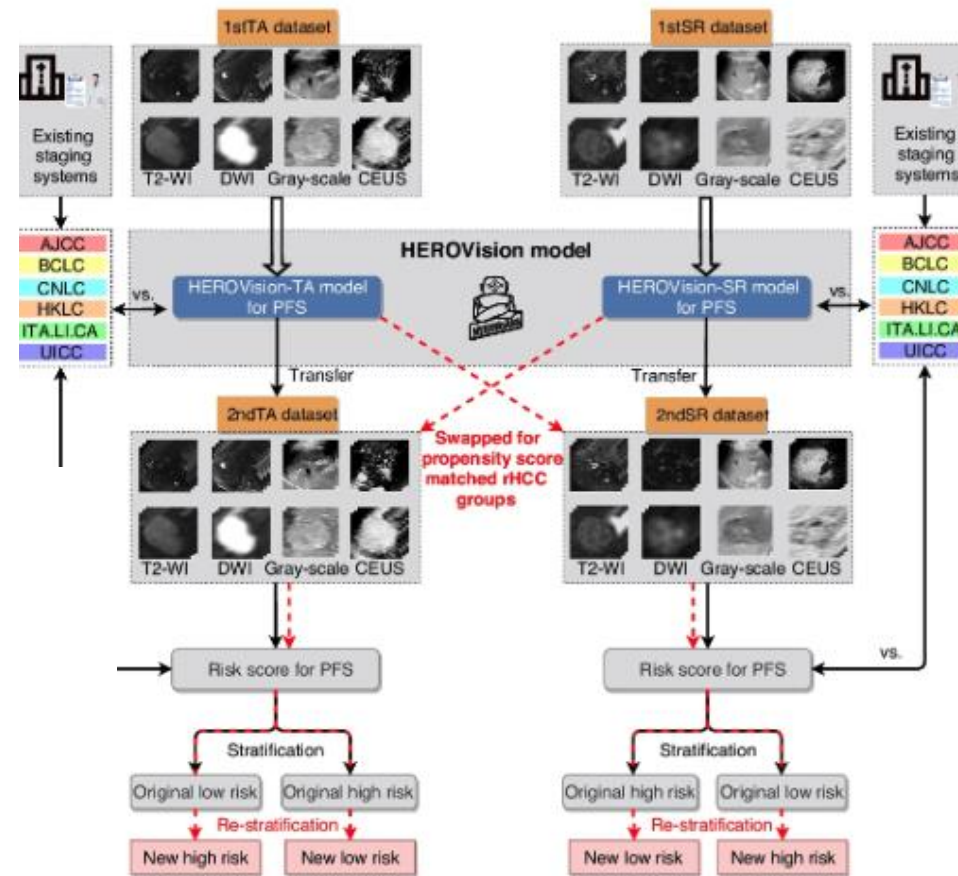 1stTA dataset
1stSR dataset
Existing
staging
systems
T2-WI DWI Gray-scale CEUS
T2-WI DWI Gray-scale CEUS
Existing
staging
systems
AJCC
BCLC
CNLC
HKLC
ITA.LI.CA
UICC
vs.
HEROVision model
HEROVision-TA model
for PFS
HEROVision-SR model
for PFS
vs.
AJCC
BCLC
CNLC
HKLC
ITA.LI.CA
UICC
Transfer
Transfer
2ndTA dataset
2ndSR dataset
Swapped for
propensity score
matched rHCC
groups
T2-WI DWI Gray-scale CEUS
T2-WI DWI Gray-scale CEUS
Risk score for PFS
Risk score for PFS
vs.
Stratification
Stratification
Original low risk
Original high risk
Original high risk
Original low risk
Re-stratification
Re-stratification
New high risk
New low risk
New low risk
New high risk